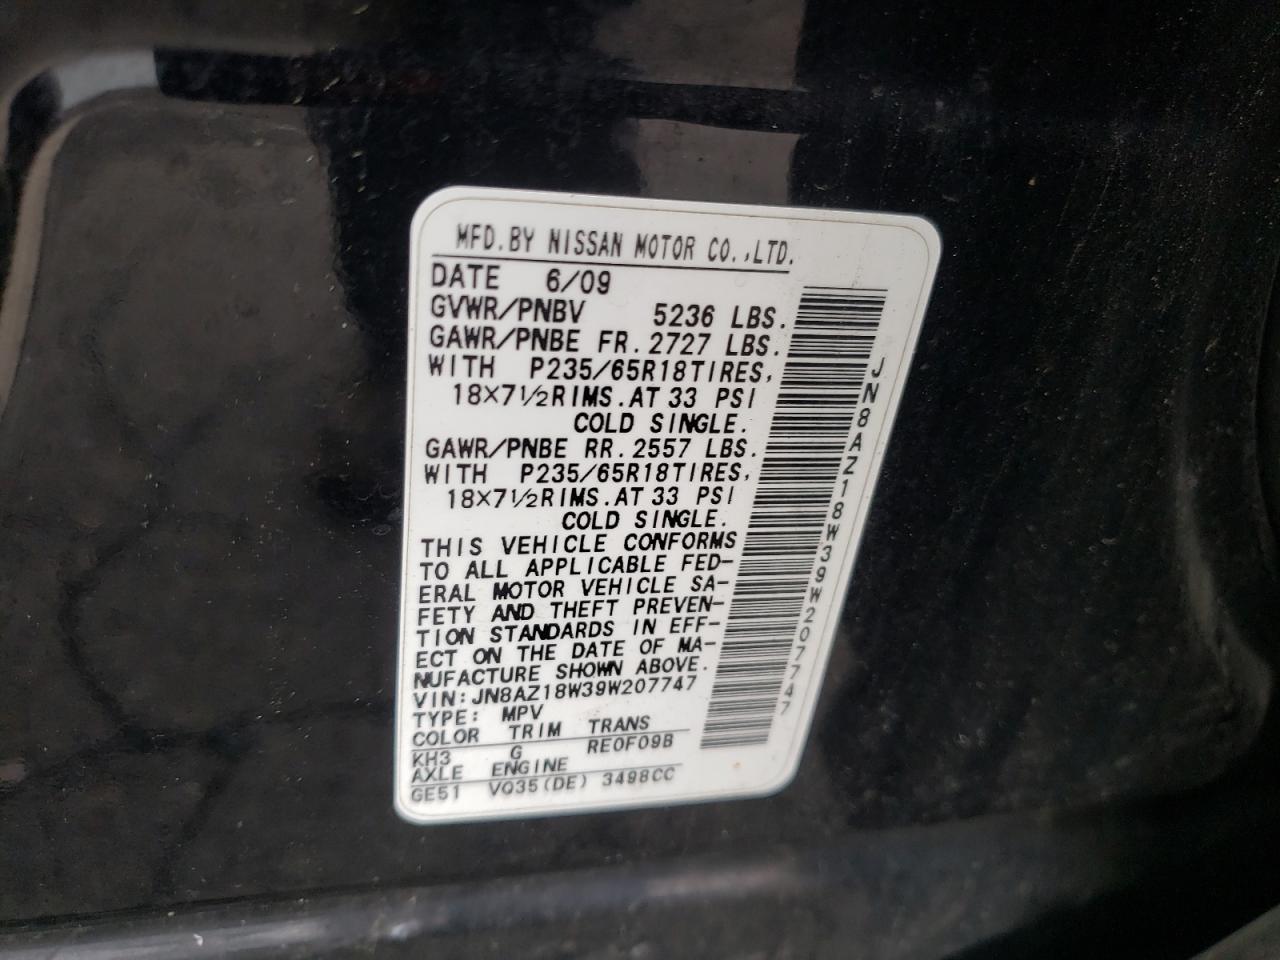 MFD.BY NISSAN MOTOR CO.,LTD.
DATE 6/09
GVWR/PNBV 5236 LBS.
GAWR/PNBE FR.2727 LBS.
WITH P235/65R18TIRES,
18×7½RIMS.AT 33 PSI
COLD SINGLE.
GAWR/PNBE RR.2557 LBS.
WITH P235/65R18TIRES,
18×7½RIMS.AT 33 PSI
COLD SINGLE.
THIS VEHICLE CONFORMS
TO ALL APPLICABLE FED-
ERAL MOTOR VEHICLE SA-
FETY AND THEFT PREVEN-
TION STANDARDS IN EFF-
ECT ON THE DATE OF MA-
NUFACTURE SHOWN ABOVE.
VIN:JN8AZ18W39W207747
TYPE: MPV
COLOR TRIM TRANS
KH3 G RE0F09B
AXLE ENGINE
GE51 VQ35(DE) 3498CC
JN8AZ18W39W207747